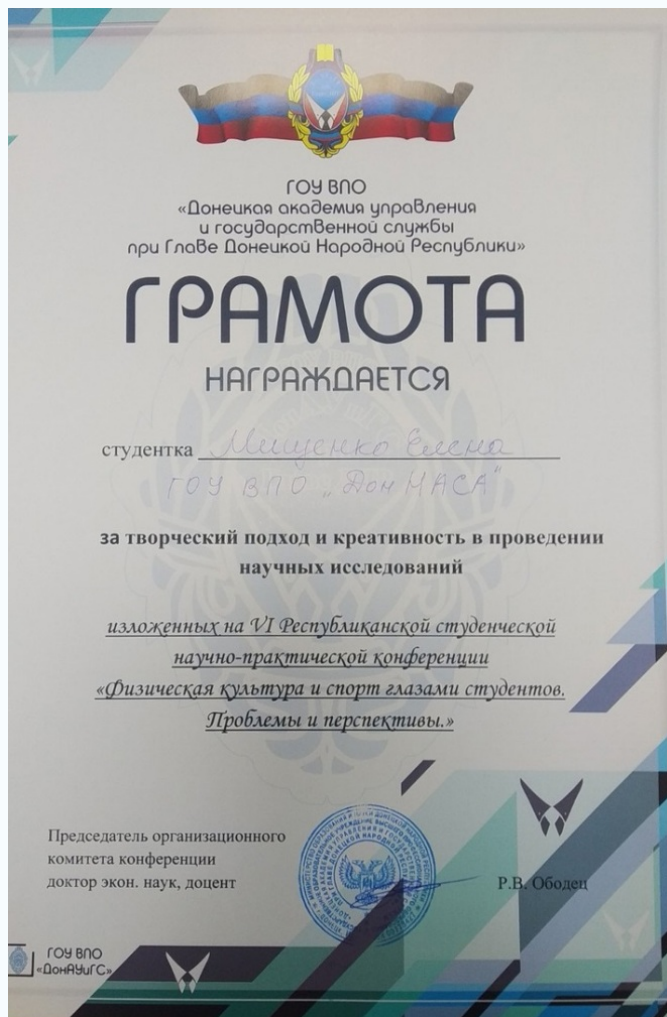 ГОУ ВПО
«Донецкая академия управления
и государственной службы
при Главе Донецкой Народной Республики»
ГРАМОТА
НАГРАЖДАЕТСЯ
студентка Мищенко Елена
ГОУ ВПО „ДонНАСА"
за творческий подход и креативность в проведении
научных исследований
изложенных на VI Республиканской студенческой
научно-практической конференции
«Физическая культура и спорт глазами студентов.
Проблемы и перспективы.»
Председатель организационного
комитета конференции
доктор экон. наук, доцент
Р.В. Ободец
ГОУ ВПО
«ДонАУиГС»